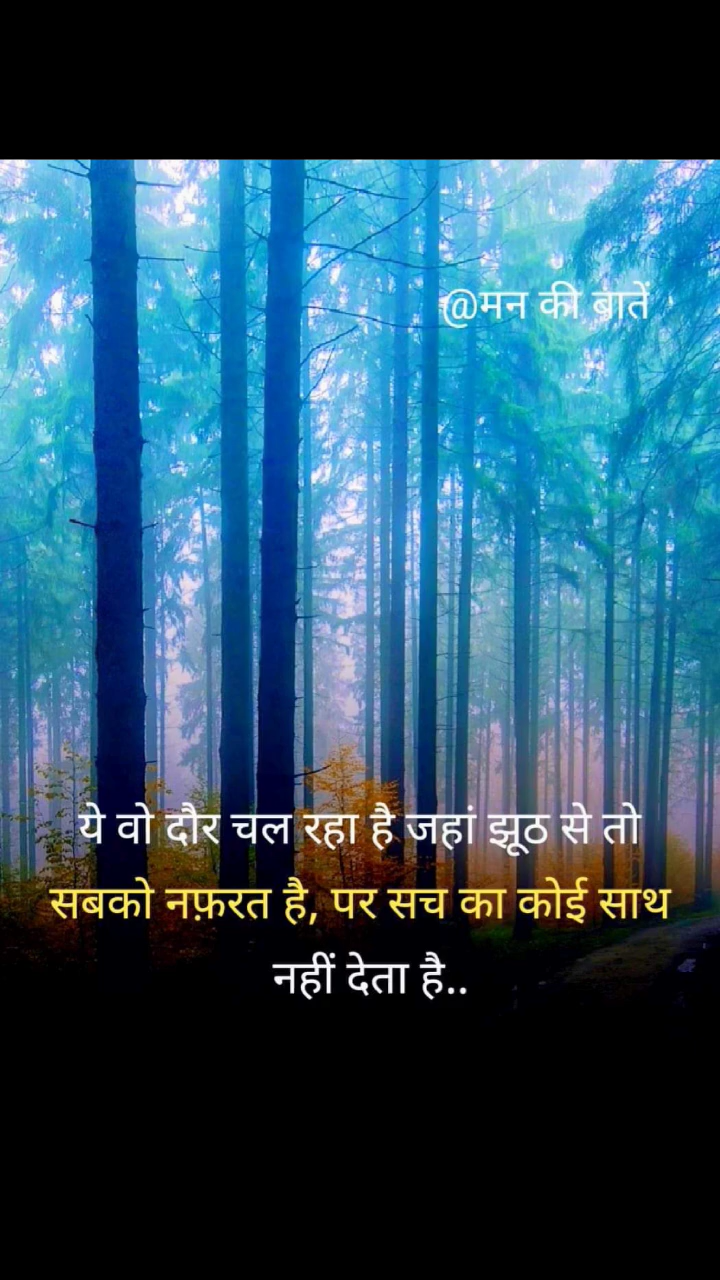 @मन की बातें
ये वो दौर चल रहा है जहां झूठ से तो
सबको नफ़रत है, पर सच का कोई साथ
नहीं देता है..